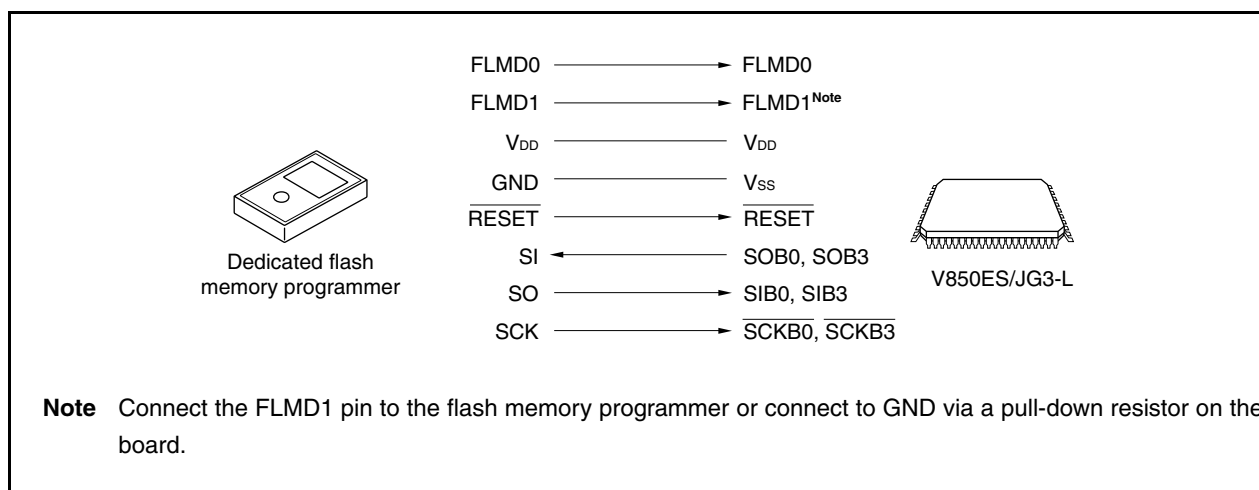 FLMD0 FLMD0
FLMD1 FLMD1Note
VDD VDD
GND VSS
RESET RESET
SI SOB0, SOB3
SO SIB0, SIB3
SCK SCKB0, SCKB3
Dedicated flash
memory programmer
V850ES/JG3-L
Note Connect the FLMD1 pin to the flash memory programmer or connect to GND via a pull-down resistor on the
board.